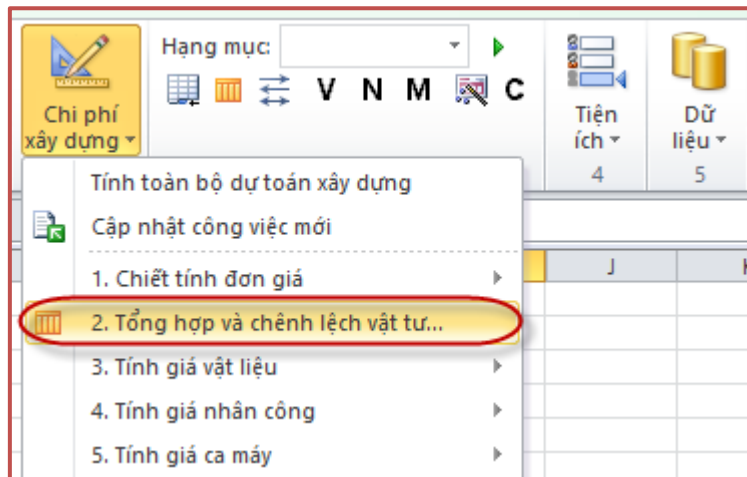 Hạng mục:
V N M C
Chi phí
xây dựng
Tiện
ích
4
Dữ
liệu
5
Tính toàn bộ dự toán xây dựng
Cập nhật công việc mới
J
1. Chiết tính đơn giá
2. Tổng hợp và chênh lệch vật tư...
3. Tính giá vật liệu
4. Tính giá nhân công
5. Tính giá ca máy